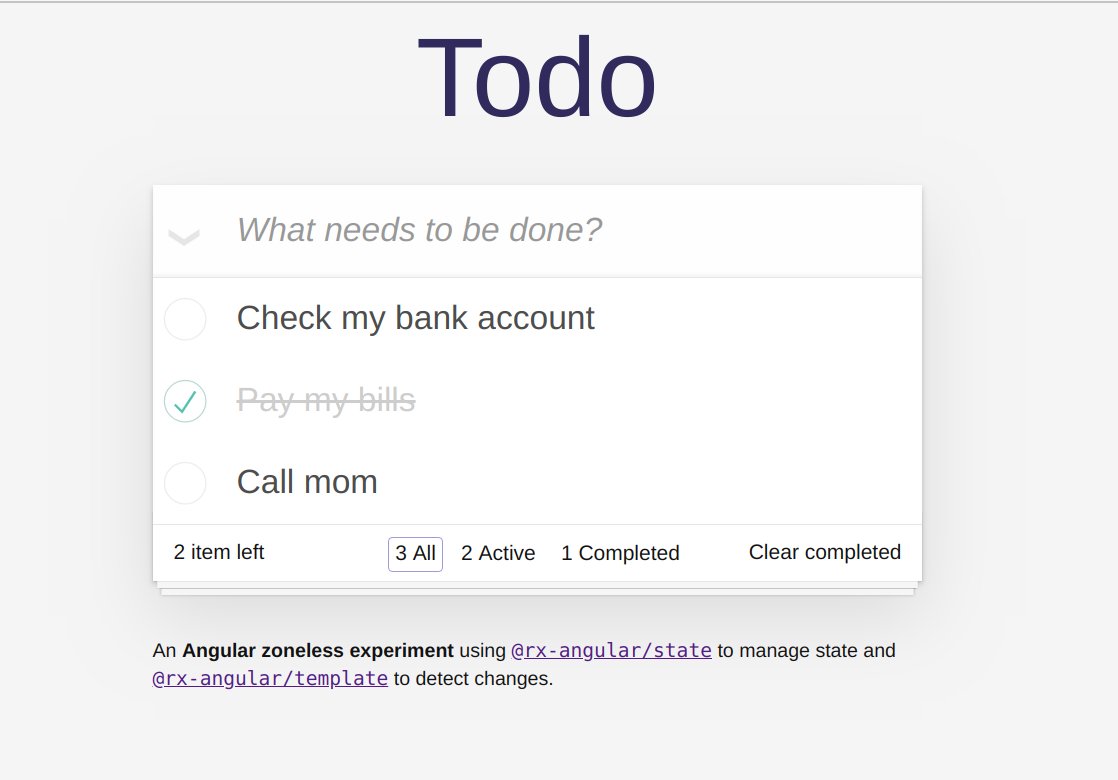 Todo
What needs to be done?
Check my bank account
Pay my bills
Call mom
2 item left 3 All 2 Active 1 Completed Clear completed
An Angular zoneless experiment using @rx-angular/state to manage state and
@rx-angular/template to detect changes.